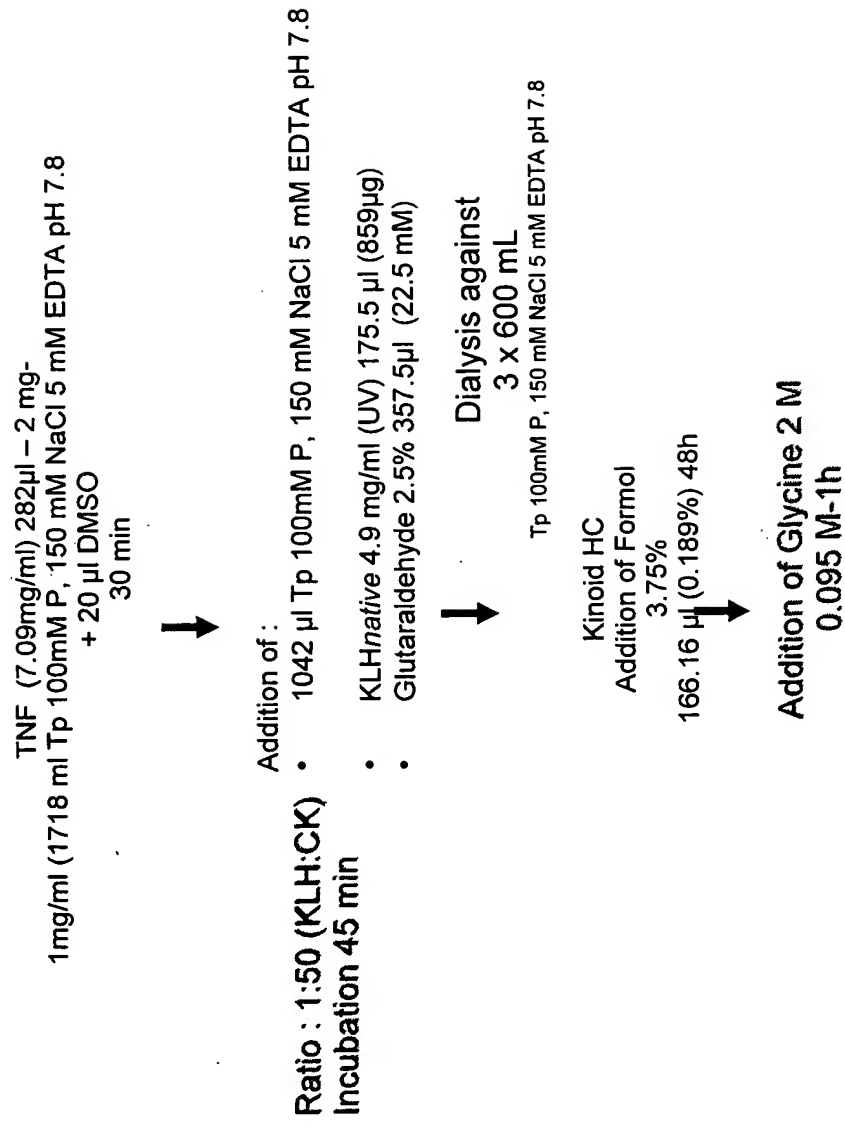 TNF (7.09mg/ml) 282µl – 2 mg-
1mg/ml (1718 ml Tp 100mM P, 150 mM NaCl 5 mM EDTA pH 7.8
+ 20 µl DMSO
30 min
Addition of :
• 1042 µl Tp 100mM P, 150 mM NaCl 5 mM EDTA pH 7.8
Ratio : 1:50 (KLH:CK)
Incubation 45 min
• KLHnative 4.9 mg/ml (UV) 175.5 µl (859µg)
• Glutaraldehyde 2.5% 357.5µl (22.5 mM)
Dialysis against
3 x 600 mL
Tp 100mM P, 150 mM NaCl 5 mM EDTA pH 7.8
Kinoid HC
Addition of Formol
3.75%
166.16 µl (0.189%) 48h
Addition of Glycine 2 M
0.095 M-1h